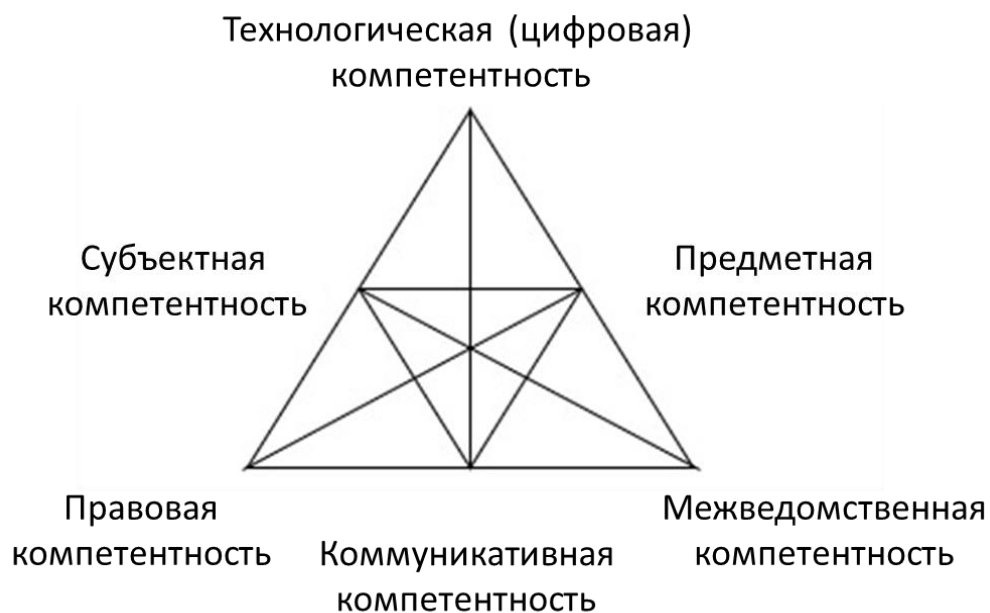 Технологическая (цифровая)
компетентность
Субъектная
компетентность
Предметная
компетентность
Правовая
компетентность
Коммуникативная
компетентность
Межведомственная
компетентность